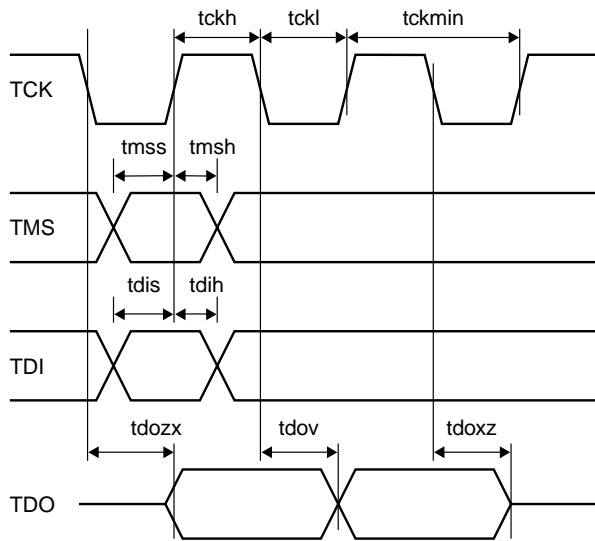 tckh tckl tckmin
TCK
tmss tmsh
TMS
tdis tdih
TDI
tdozx tdov tdoxz
TDO